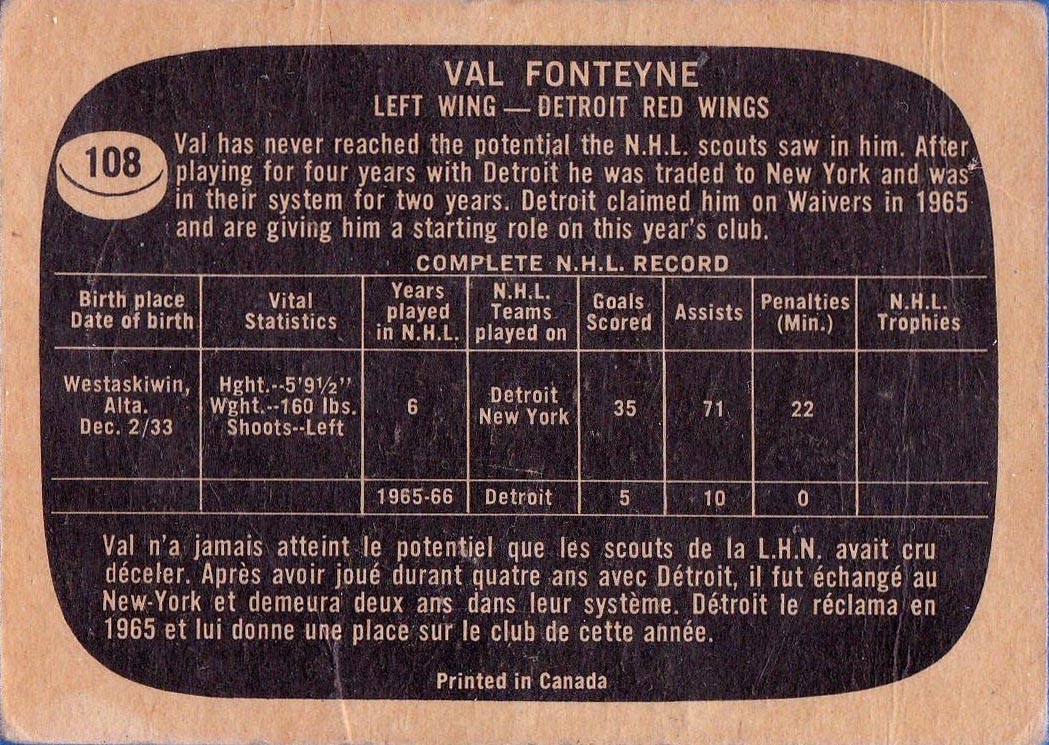 VAL FONTEYNE
LEFT WING — DETROIT RED WINGS
108
Val has never reached the potential the N.H.L. scouts saw in him. After
playing for four years with Detroit he was traded to New York and was
in their system for two years. Detroit claimed him on Waivers in 1965
and are giving him a starting role on this year's club.
COMPLETE N.H.L. RECORD
Birth place
Date of birth
Vital
Statistics
Years
played
in N.H.L.
N.H.L.
Teams
played on
Goals
Scored
Assists
Penalties
(Min.)
N.H.L.
Trophies
Westaskiwin,
Alta.
Dec. 2/33
Hght.--5'9½"
Wght.--160 lbs.
Shoots--Left
6
Detroit
New York
35
71
22
1965-66
Detroit
5
10
0
Val n'a jamais atteint le potentiel que les scouts de la L.H.N. avait cru
déceler. Après avoir joué durant quatre ans avec Détroit, il fut échangé au
New-York et demeura deux ans dans leur système. Détroit le réclama en
1965 et lui donne une place sur le club de cette année.
Printed in Canada